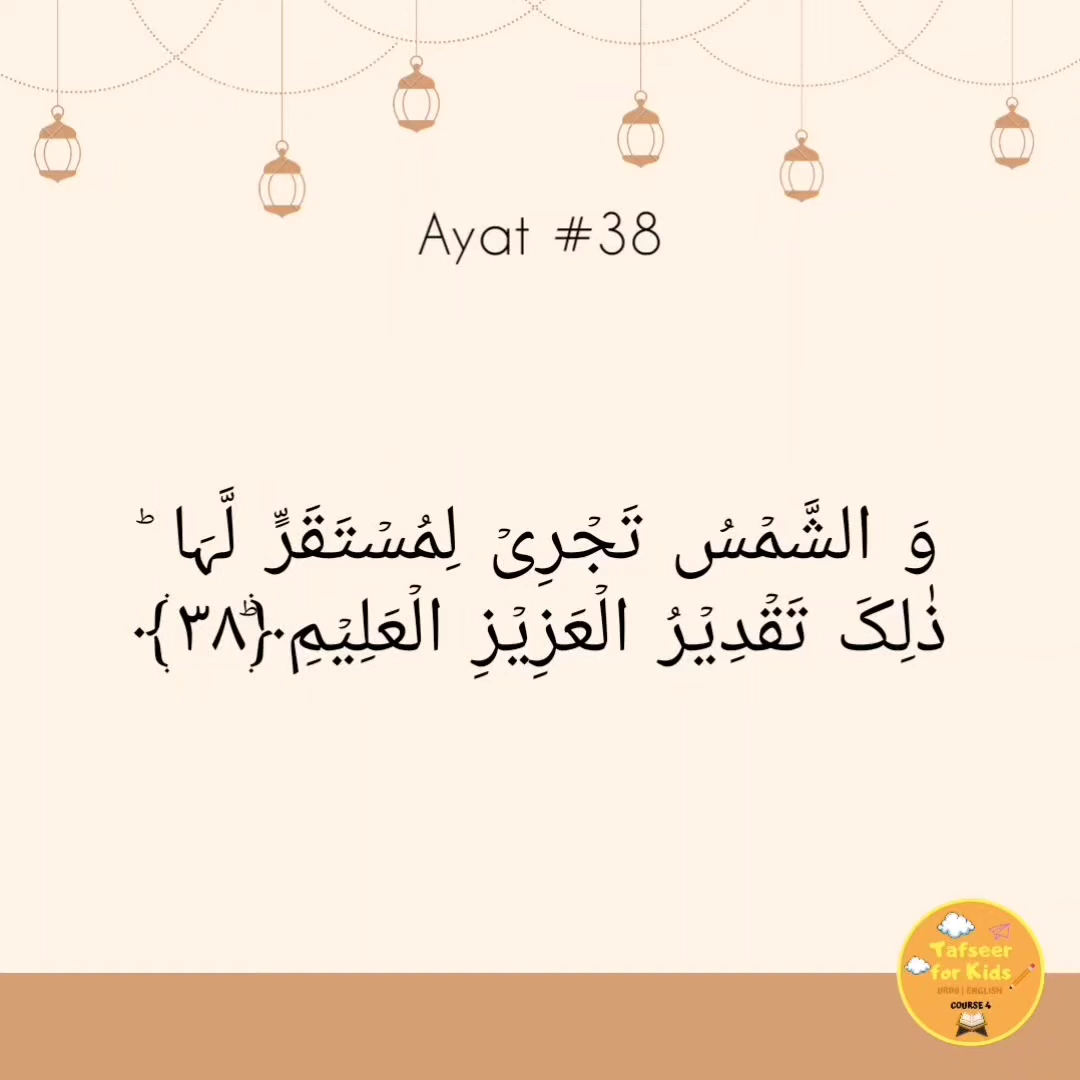 Ayat #38
وَ الشَّمۡسُ تَجۡرِیۡ لِمُسۡتَقَرٍّ لَّہَا ؕ
ذٰلِکَ تَقۡدِیۡرُ الۡعَزِیۡزِ الۡعَلِیۡمِ ﴿ؕ۳۸﴾
Tafseer
for Kids
URDU | ENGLISH
COURSE 4